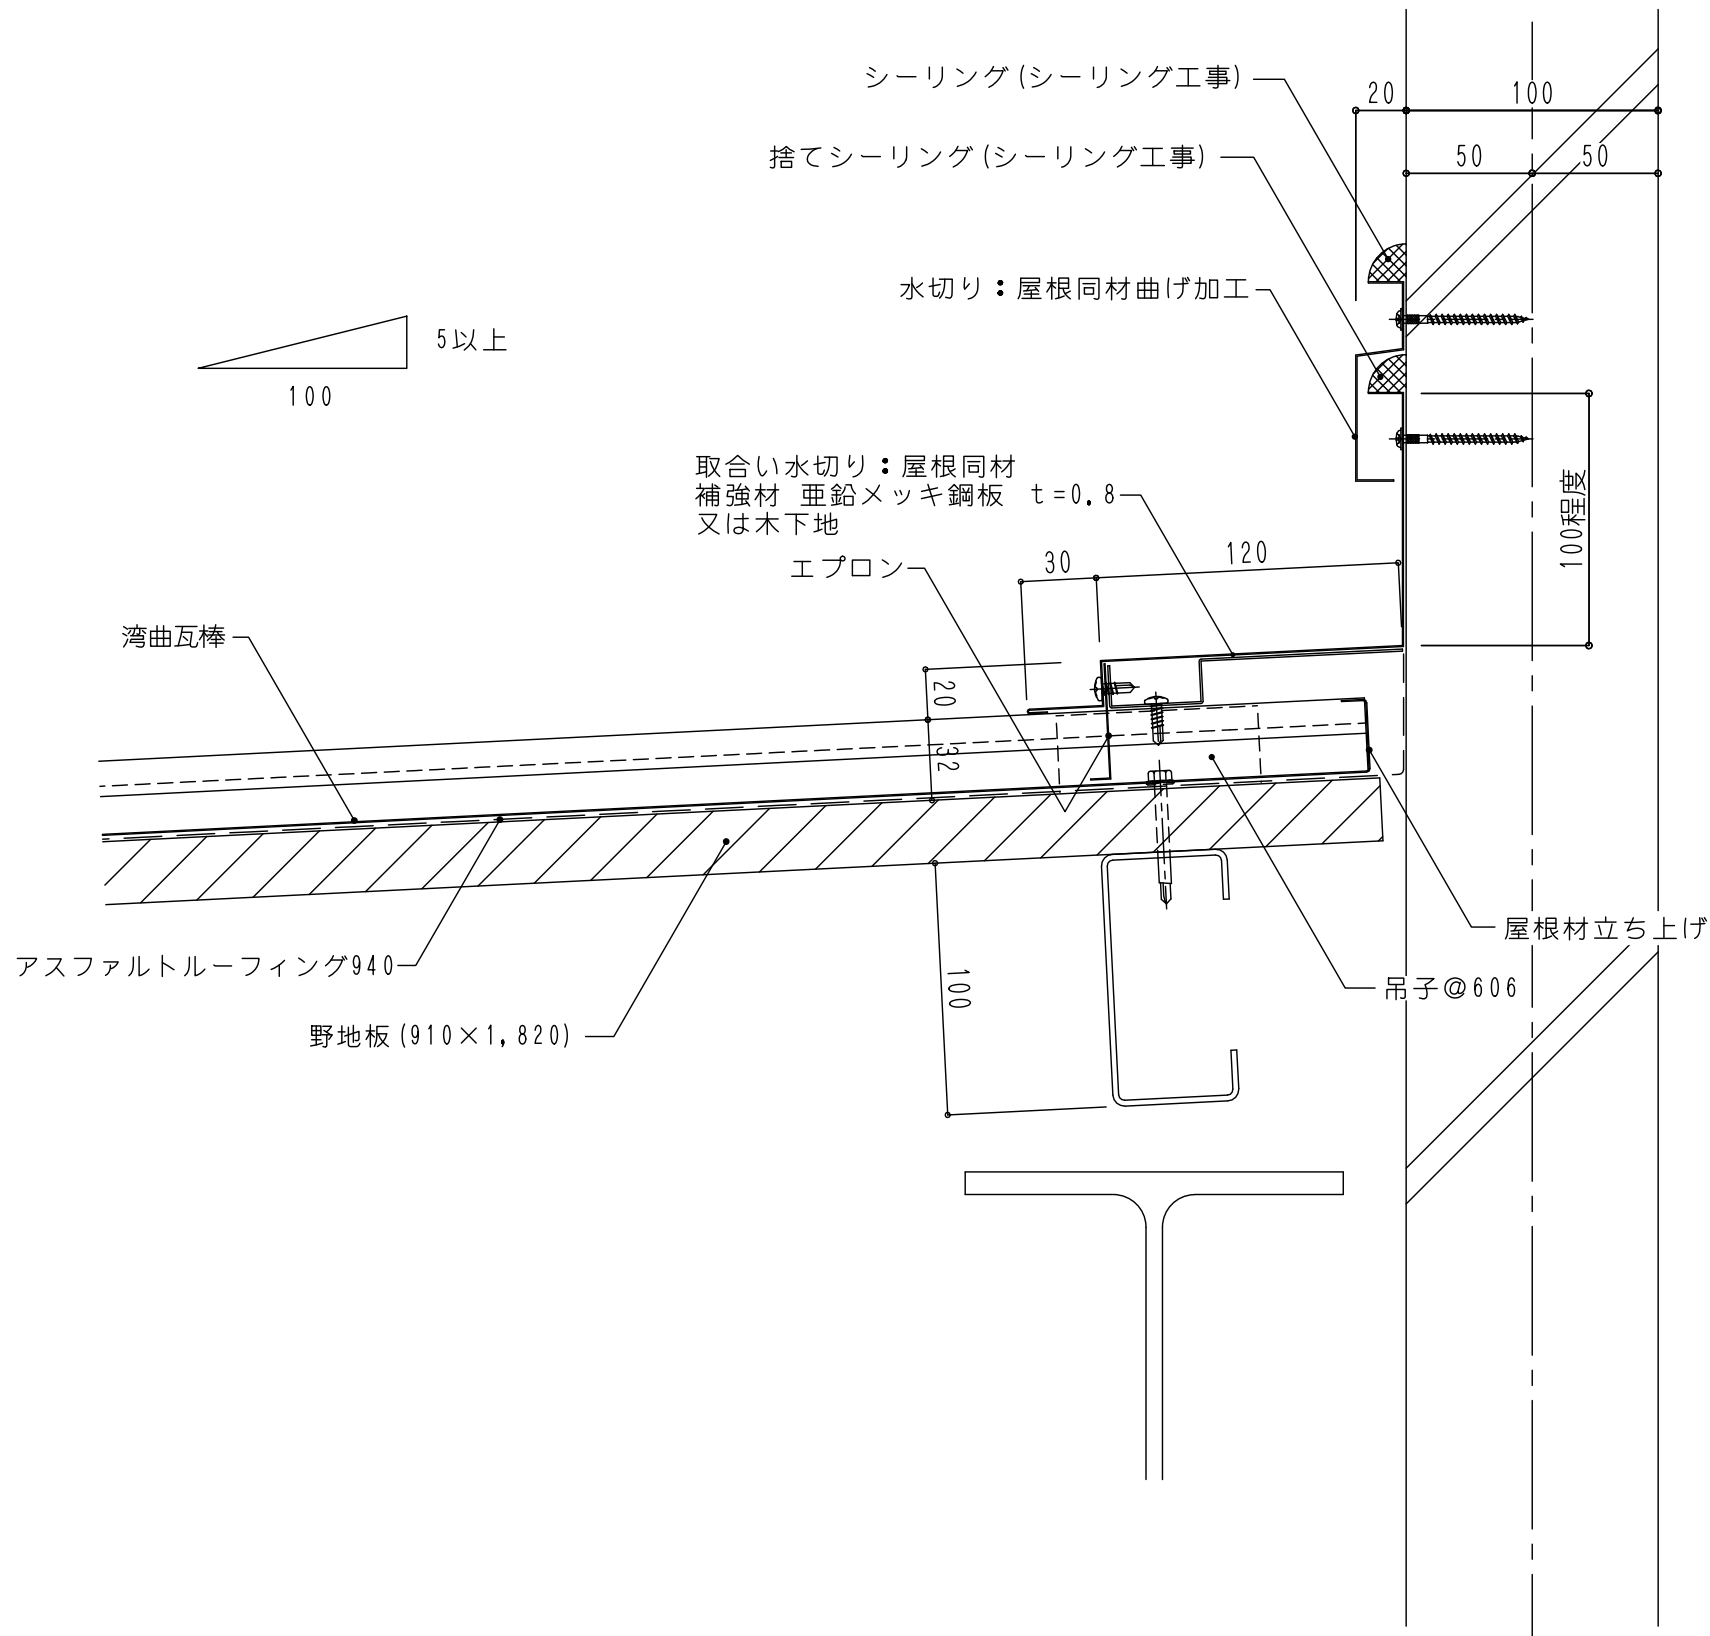 シーリング(シーリング工事)
20
100
捨てシーリング(シーリング工事)
50
50
水切り：屋根同材曲げ加工
5以上
100
取合い水切り：屋根同材
補強材 亜鉛メッキ鋼板 t=0.8
又は木下地
100程度
エプロン
30
120
湾曲瓦棒
20
32
屋根材立ち上げ
アスファルトルーフィング940
100
吊子@606
野地板(910×1,820)